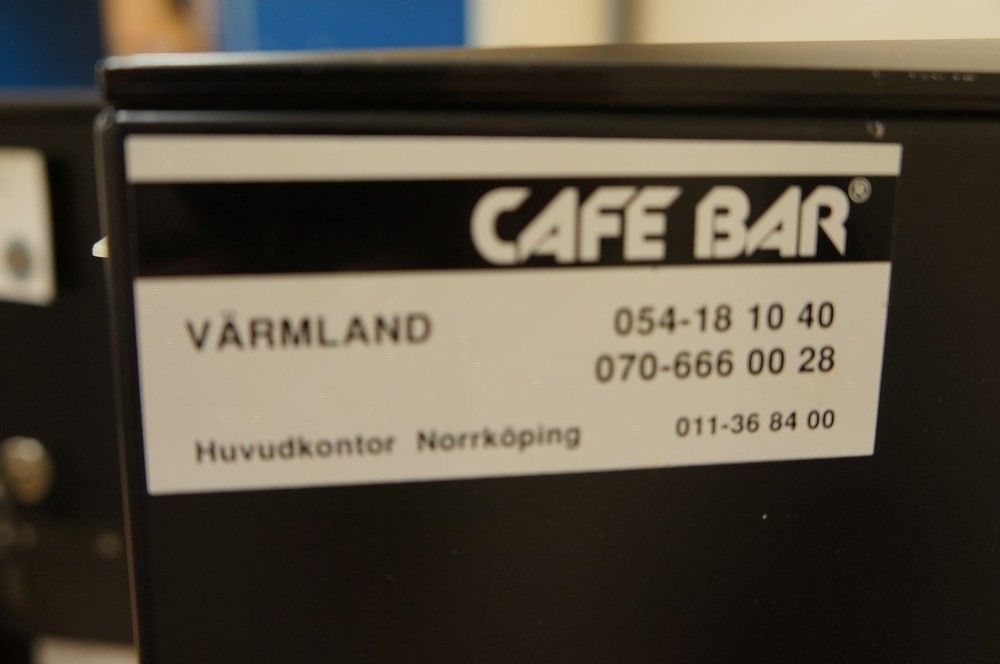 CAFE BAR®
VÄRMLAND 054-18 10 40
070-666 00 28
Huvudkontor Norrköping 011-36 84 00